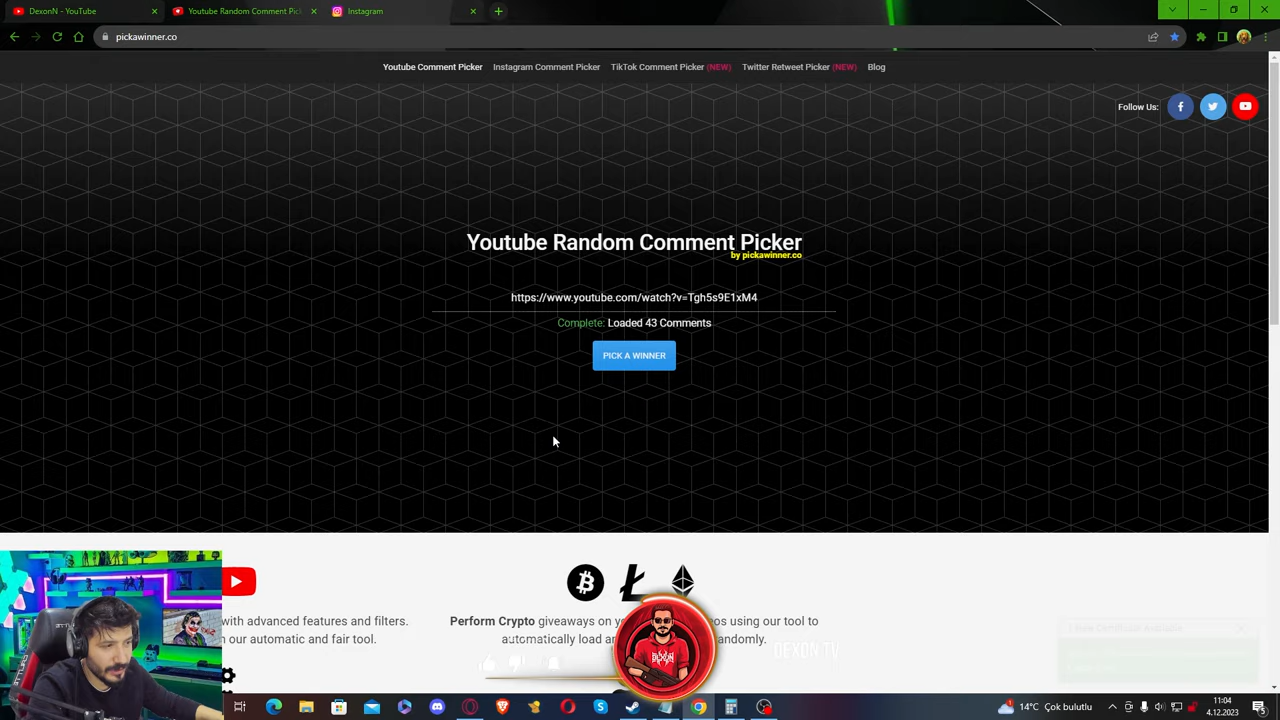 DexonN - YouTube
Youtube Random Comment Pick
Instagram
pickawinner.co
Youtube Comment Picker
Instagram Comment Picker
TikTok Comment Picker (NEW)
Twitter Retweet Picker (NEW)
Blog
Follow Us:
Youtube Random Comment Picker
by pickawinner.co
https://www.youtube.com/watch?v=Tgh5s9E1xM4
Complete: Loaded 43 Comments
PICK A WINNER
with advanced features and filters.
our automatic and fair tool.
Perform Crypto giveaways on using our tool to
automatically load randomly.
DEXON TV
14°C Çok bulutlu
11:04
4.12.2023